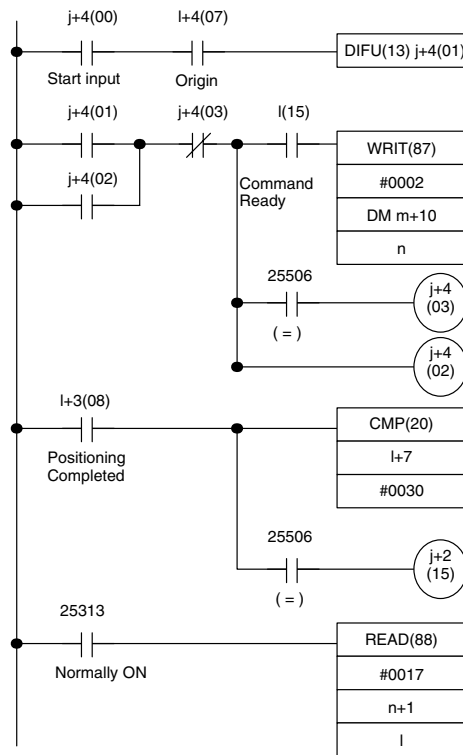 j+4(00) l+4(07)
DIFU(13) j+4(01)
Start input Origin
j+4(01) j+4(03) l(15)
WRIT(87)
j+4(02)
#0002
Command
Ready
DM m+10
n
25506
j+4
(03)
( = )
j+4
(02)
l+3(08)
CMP(20)
Positioning
Completed
l+7
#0030
25506
j+2
(15)
( = )
25313
READ(88)
Normally ON
#0017
n+1
l